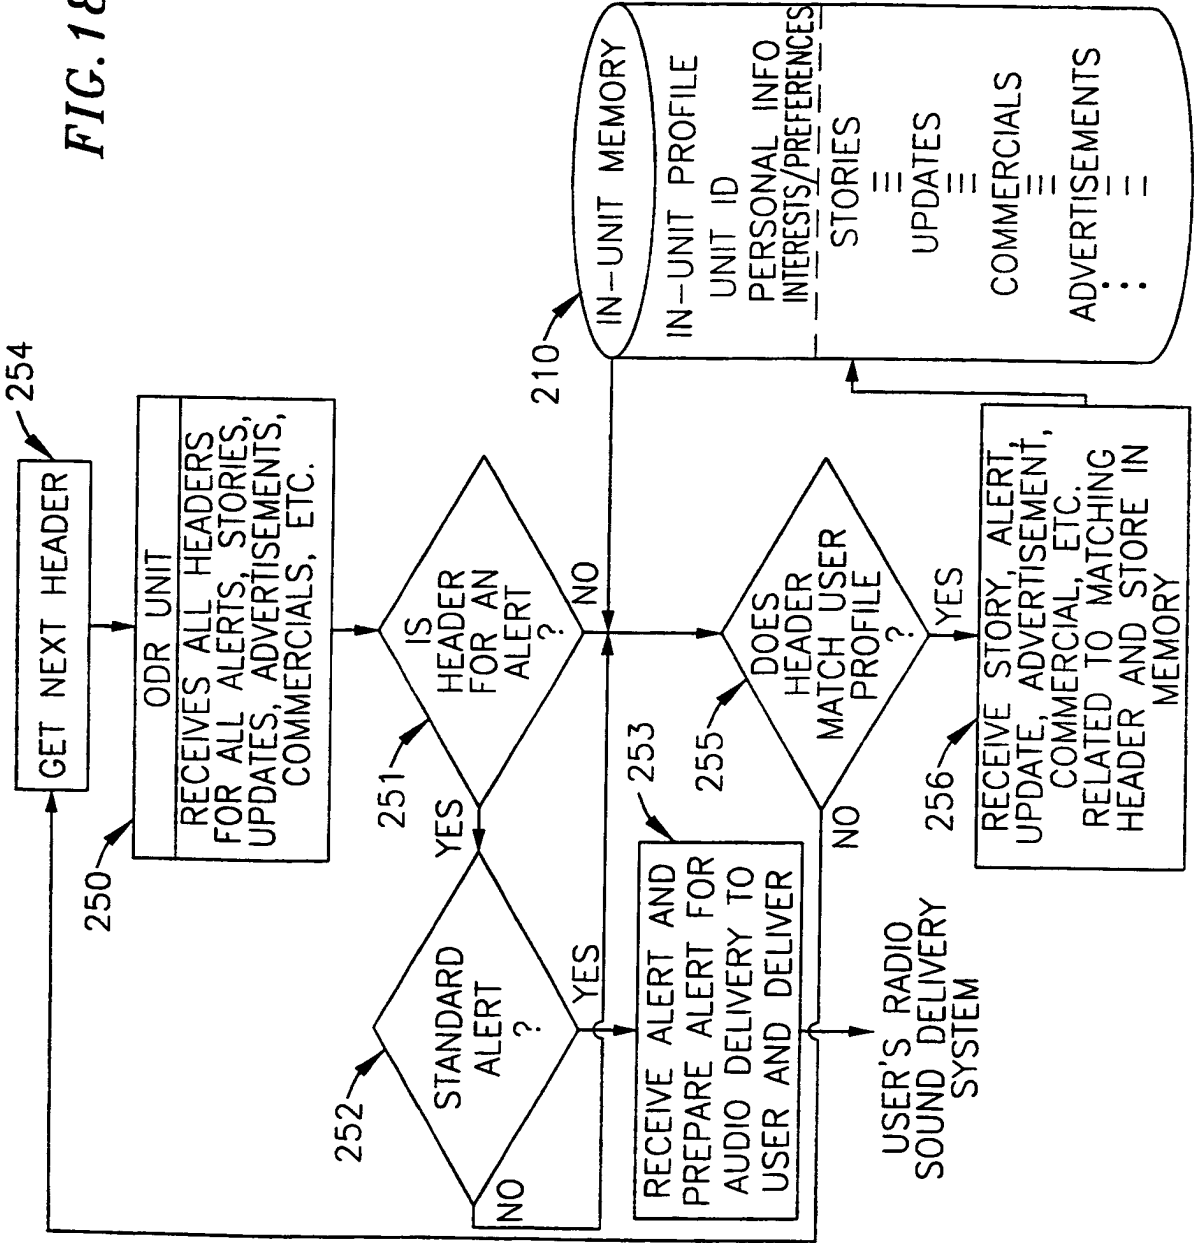 FIG. 18
254
GET NEXT HEADER
250
ODR UNIT
RECEIVES ALL HEADERS
FOR ALL ALERTS, STORIES,
UPDATES, ADVERTISEMENTS,
COMMERCIALS, ETC.
251
IS
HEADER
FOR AN
ALERT
?
YES
NO
252
STANDARD
ALERT
?
YES
NO
253
RECEIVE ALERT AND
PREPARE ALERT FOR
AUDIO DELIVERY TO
USER AND DELIVER
USER'S RADIO
SOUND DELIVERY
SYSTEM
255
DOES
HEADER
MATCH USER
PROFILE
?
NO
YES
256
RECEIVE STORY, ALERT,
UPDATE, ADVERTISEMENT,
COMMERCIAL, ETC.
RELATED TO MATCHING
HEADER AND STORE IN
MEMORY
210
IN-UNIT MEMORY
IN-UNIT PROFILE
UNIT ID
PERSONAL INFO
INTERESTS/PREFERENCES
STORIES
UPDATES
COMMERCIALS
ADVERTISEMENTS